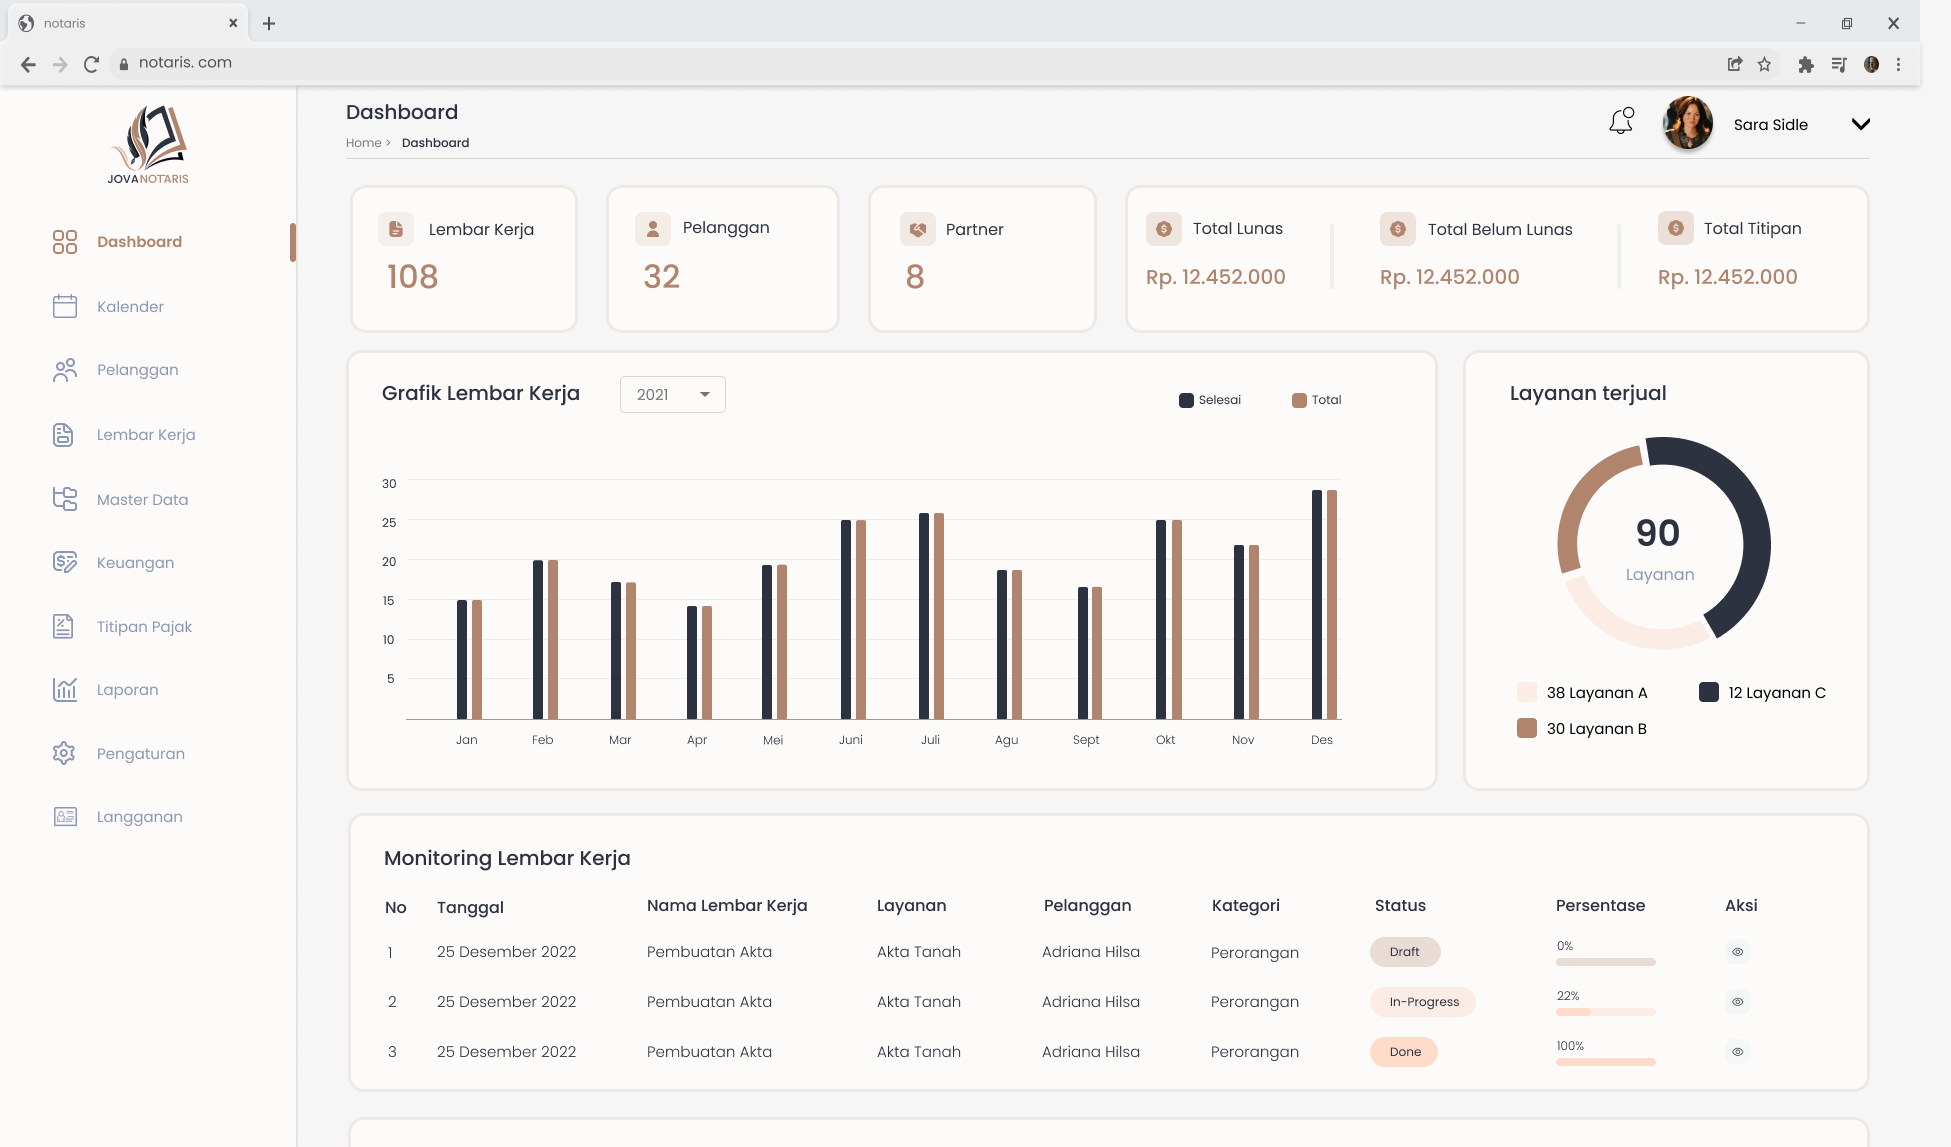 notaris
notaris. com
JOVANOTARIS
Dashboard
Kalender
Pelanggan
Lembar Kerja
Master Data
Keuangan
Titipan Pajak
Laporan
Pengaturan
Langganan
Dashboard
Home > Dashboard
Sara Sidle
Lembar Kerja
108
Pelanggan
32
Partner
8
Total Lunas
Rp. 12.452.000
Total Belum Lunas
Rp. 12.452.000
Total Titipan
Rp. 12.452.000
Grafik Lembar Kerja
2021
Selesai Total
30
25
20
15
10
5
Jan Feb Mar Apr Mei Juni Juli Agu Sept Okt Nov Des
Layanan terjual
90
Layanan
38 Layanan A 12 Layanan C
30 Layanan B
Monitoring Lembar Kerja
No Tanggal Nama Lembar Kerja Layanan Pelanggan Kategori Status Persentase Aksi
1 25 Desember 2022 Pembuatan Akta Akta Tanah Adriana Hilsa Perorangan Draft 0%
2 25 Desember 2022 Pembuatan Akta Akta Tanah Adriana Hilsa Perorangan In-Progress 22%
3 25 Desember 2022 Pembuatan Akta Akta Tanah Adriana Hilsa Perorangan Done 100%